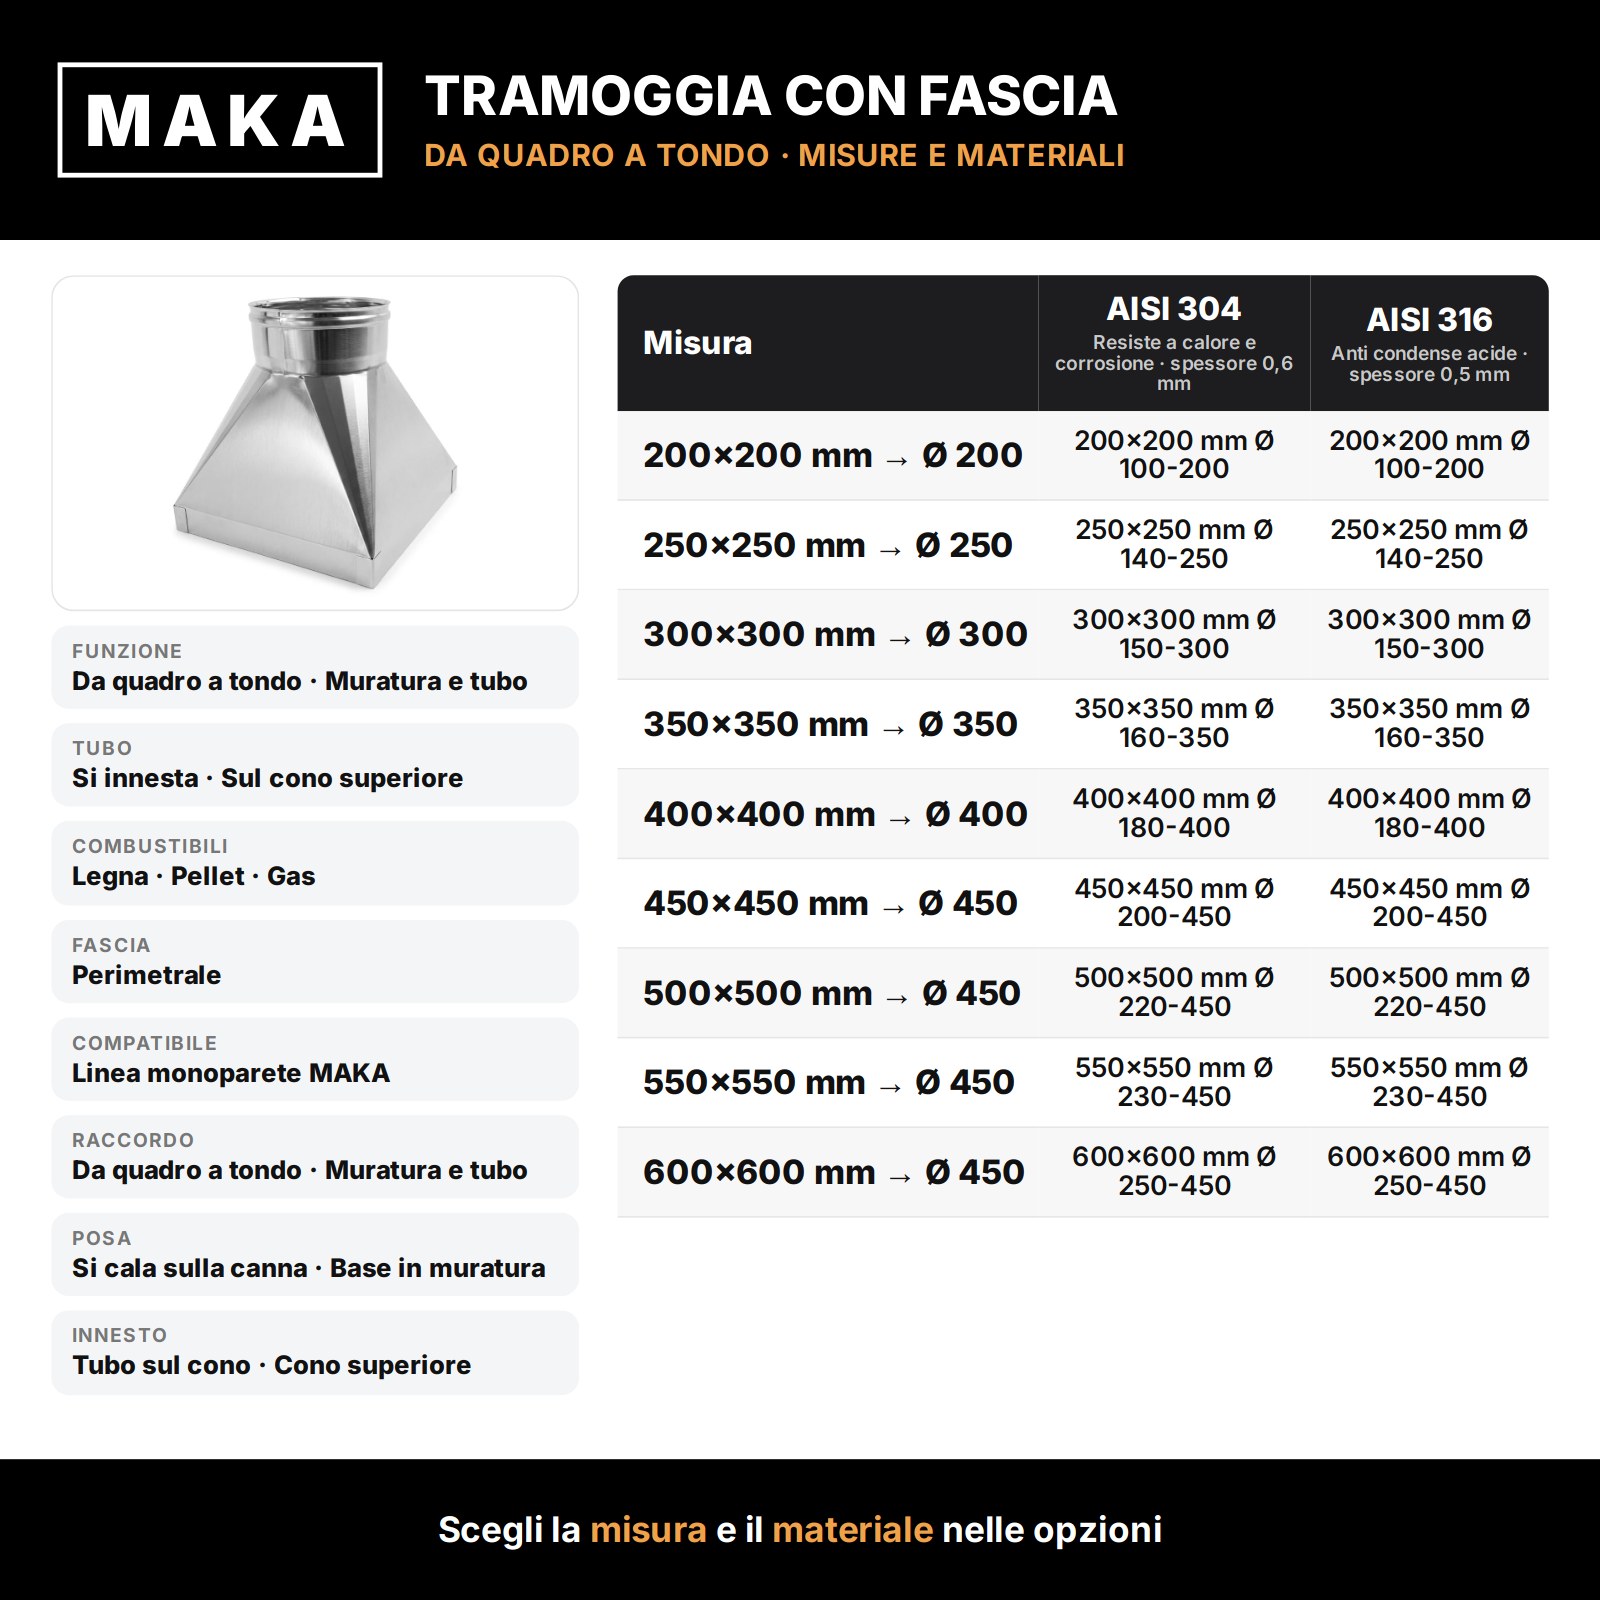 MAKA
TRAMOGGIA CON FASCIA
DA QUADRO A TONDO · MISURE E MATERIALI
FUNZIONE
Da quadro a tondo · Muratura e tubo
TUBO
Si innesta · Sul cono superiore
COMBUSTIBILI
Legna · Pellet · Gas
FASCIA
Perimetrale
COMPATIBILE
Linea monoparete MAKA
RACCORDO
Da quadro a tondo · Muratura e tubo
POSA
Si cala sulla canna · Base in muratura
INNESTO
Tubo sul cono · Cono superiore
Misura
AISI 304
Resiste a calore e
corrosione · spessore 0,6
mm
AISI 316
Anti condense acide ·
spessore 0,5 mm
200×200 mm → Ø 200
200×200 mm Ø
100-200
200×200 mm Ø
100-200
250×250 mm → Ø 250
250×250 mm Ø
140-250
250×250 mm Ø
140-250
300×300 mm → Ø 300
300×300 mm Ø
150-300
300×300 mm Ø
150-300
350×350 mm → Ø 350
350×350 mm Ø
160-350
350×350 mm Ø
160-350
400×400 mm → Ø 400
400×400 mm Ø
180-400
400×400 mm Ø
180-400
450×450 mm → Ø 450
450×450 mm Ø
200-450
450×450 mm Ø
200-450
500×500 mm → Ø 450
500×500 mm Ø
220-450
500×500 mm Ø
220-450
550×550 mm → Ø 450
550×550 mm Ø
230-450
550×550 mm Ø
230-450
600×600 mm → Ø 450
600×600 mm Ø
250-450
600×600 mm Ø
250-450
Scegli la misura e il materiale nelle opzioni